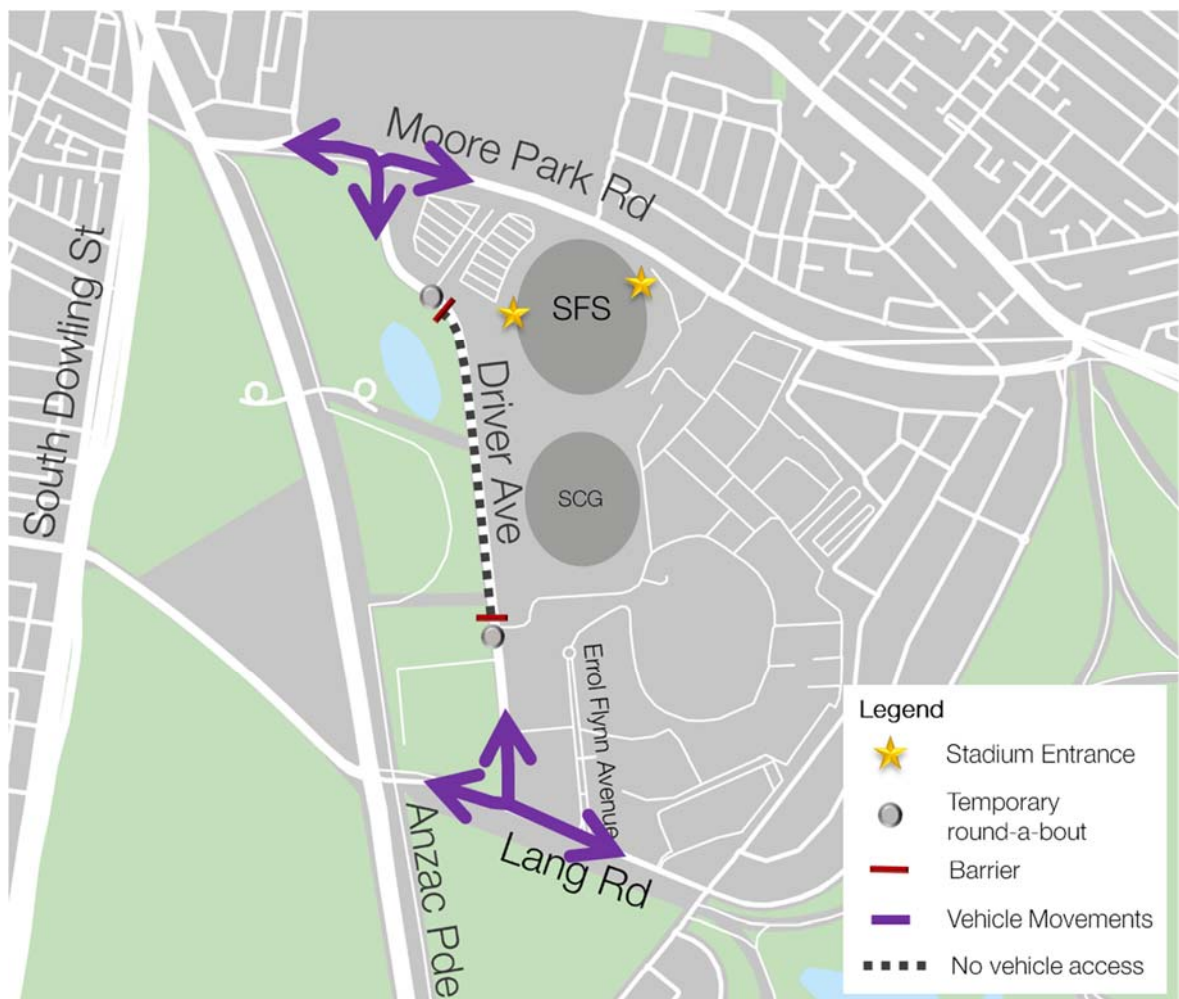 Moore Park Rd
South Dowling St
SFS
Driver Ave
SCG
Errol Flynn Avenue
Lang Rd
Anzac Pde
Legend
Stadium Entrance
Temporary
round-a-bout
Barrier
Vehicle Movements
No vehicle access